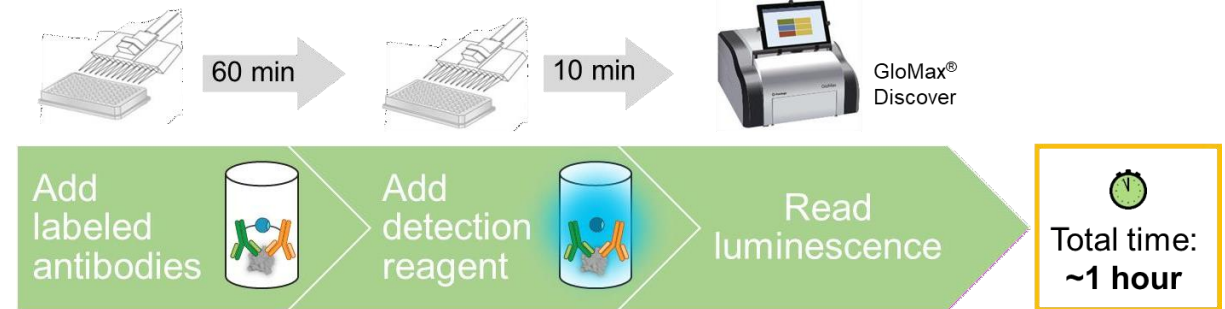 60 min
10 min
GloMax®
Discover
Add
labeled
antibodies
Add
detection
reagent
Read
luminescence
Total time:
~1 hour